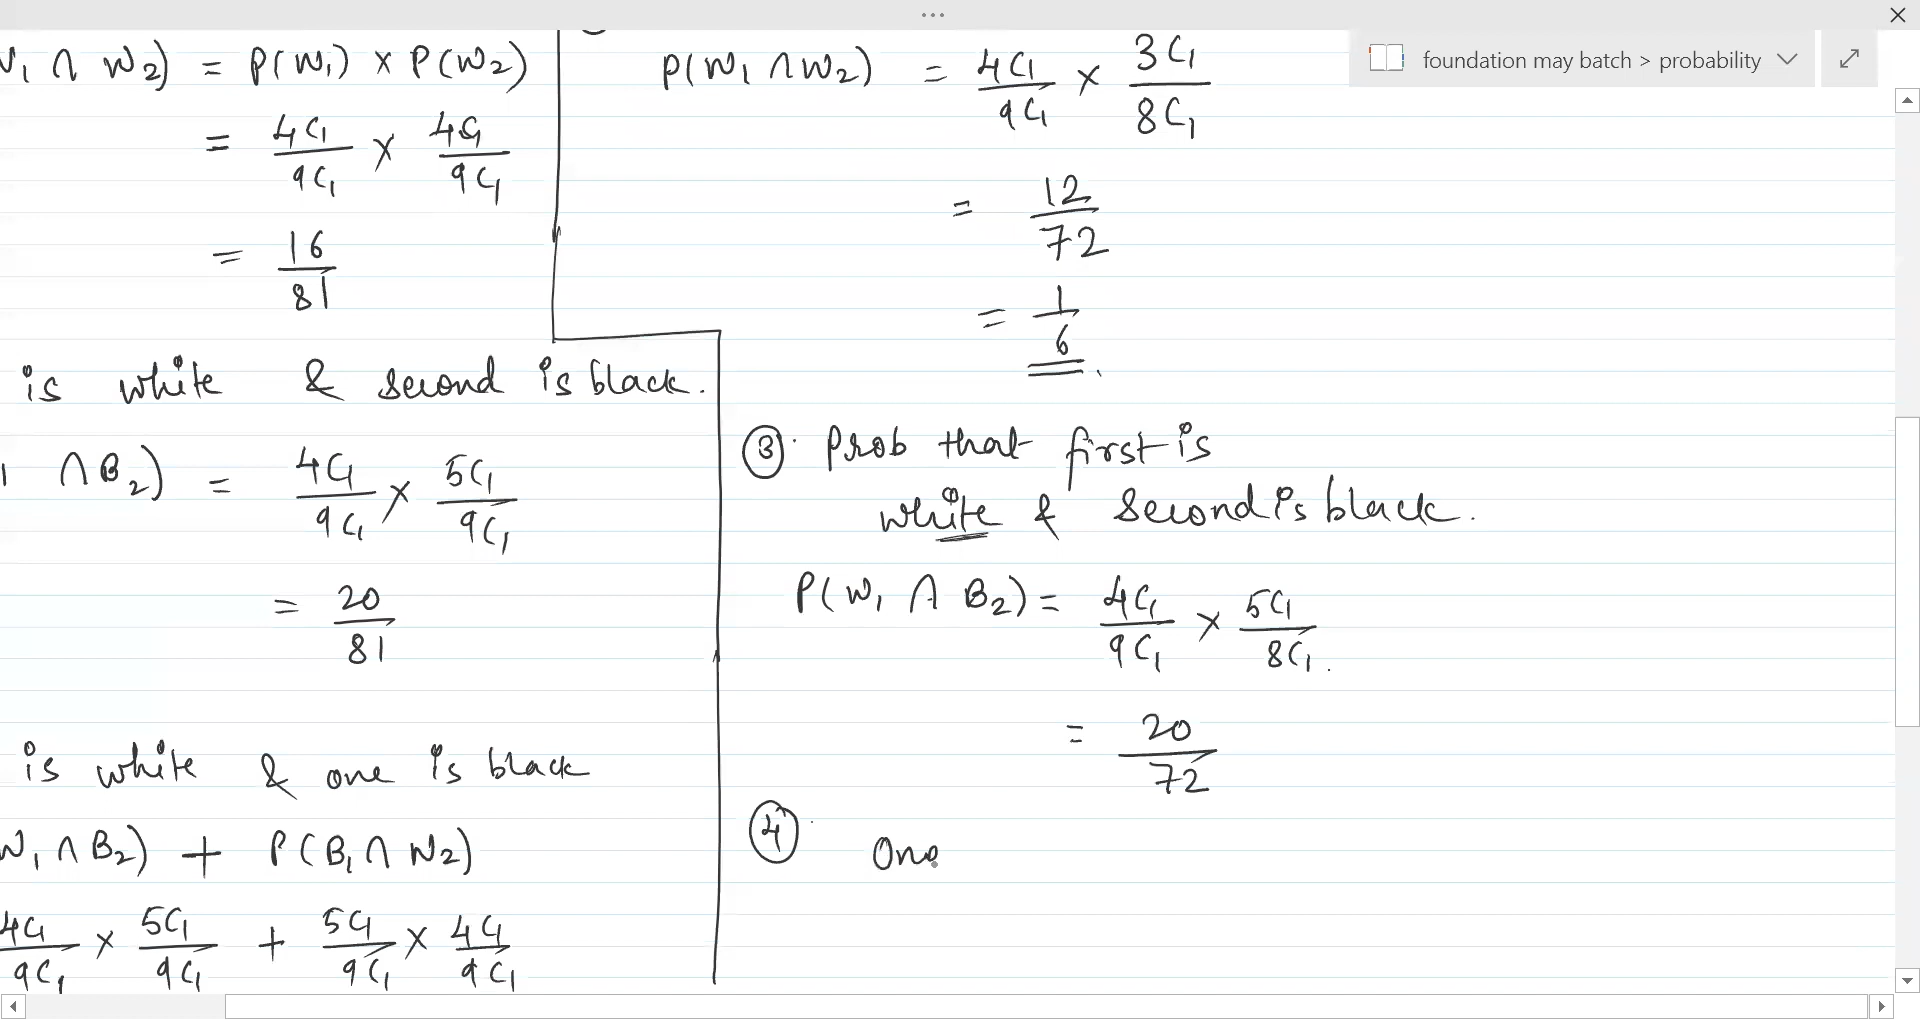 foundation may batch > probability
∩ W₂) = P(W₁) × P(W₂)
= 4C₁/9C₁ × 4C₁/9C₁
= 16/81
is white & second is black.
∩ B₂) = 4C₁/9C₁ × 5C₁/9C₁
= 20/81
is white & one is black
W₁ ∩ B₂) + P(B₁ ∩ W₂)
4C₁/9C₁ × 5C₁/9C₁ + 5C₁/9C₁ × 4C₁/9C₁
P(W₁ ∩ W₂) = 4C₁/9C₁ × 3C₁/8C₁
= 12/72
= 1/6.
③. Prob that first is
white & second is black.
P(W₁ ∩ B₂) = 4C₁/9C₁ × 5C₁/8C₁.
= 20/72
④. One